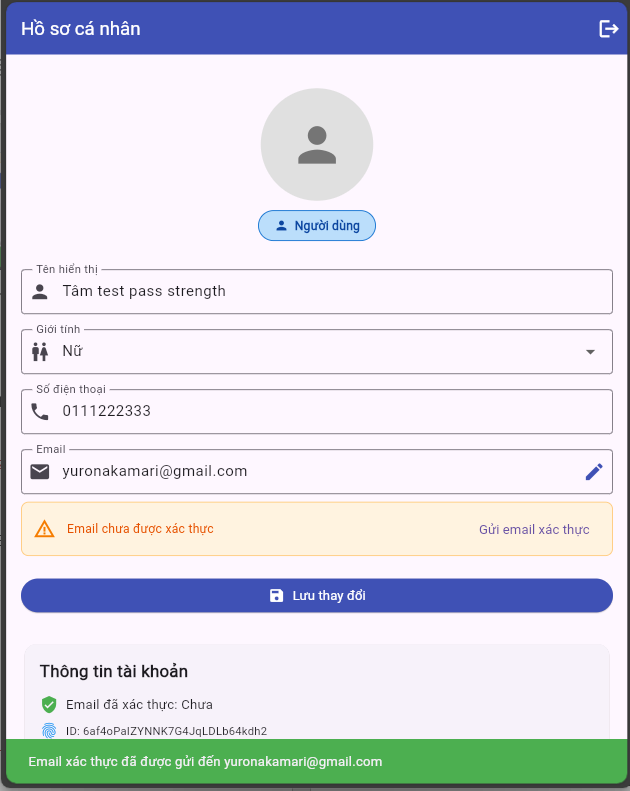 Hồ sơ cá nhân
Người dùng
Tên hiển thị
Tâm test pass strength
Giới tính
Nữ
Số điện thoại
0111222333
Email
yuronakamari@gmail.com
Email chưa được xác thực
Gửi email xác thực
Lưu thay đổi
Thông tin tài khoản
Email đã xác thực: Chưa
ID: 6af4oPaIZYNNK7G4JqLDLb64kdh2
Email xác thực đã được gửi đến yuronakamari@gmail.com